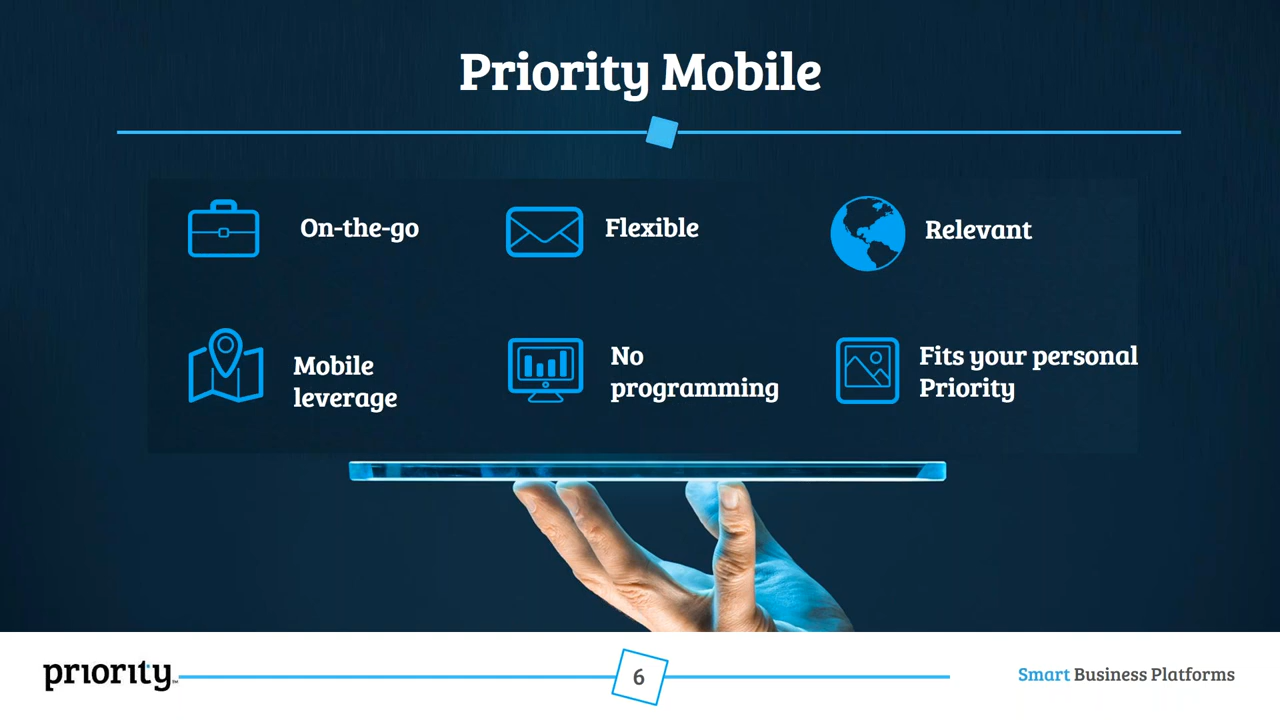 Priority Mobile
On-the-go
Flexible
Relevant
Mobile
leverage
No
programming
Fits your personal
Priority
priority™
6
Smart Business Platforms